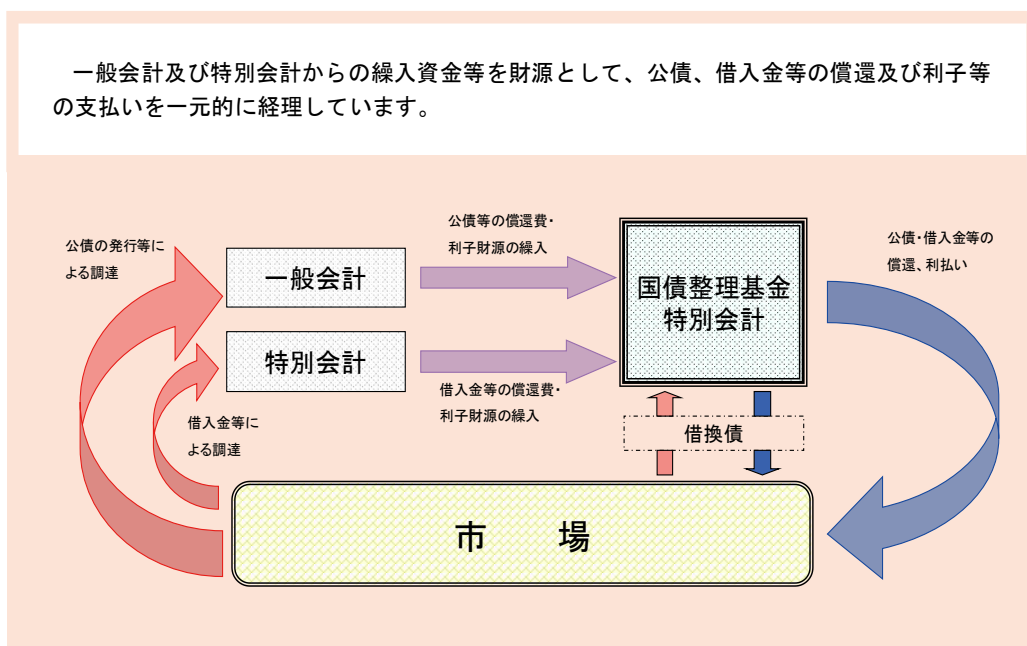 一般会計及び特別会計からの繰入資金等を財源として、公債、借入金等の償還及び利子等
の支払いを一元的に経理しています。
公債の発行等に
よる調達
一般会計
公債等の償還費・
利子財源の繰入
国債整理基金
特別会計
公債・借入金等の
償還、利払い
特別会計
借入金等の償還費・
利子財源の繰入
借入金等に
よる調達
借換債
市　　場